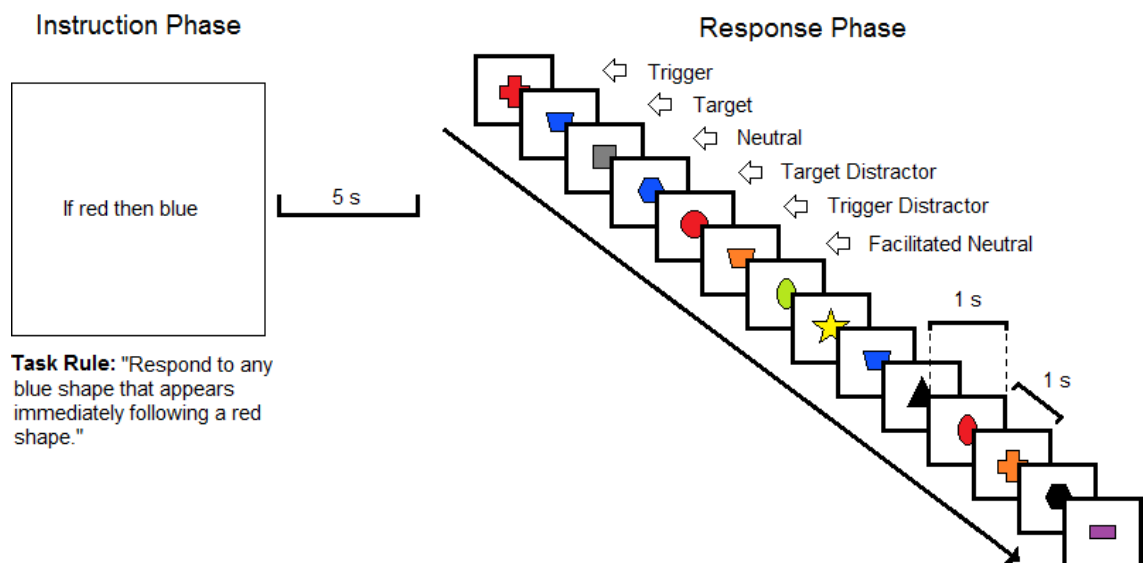 Instruction Phase
Response Phase
If red then blue
5 s
Trigger
Target
Neutral
Target Distractor
Trigger Distractor
Facilitated Neutral
1 s
1 s
Task Rule: "Respond to any
blue shape that appears
immediately following a red
shape."